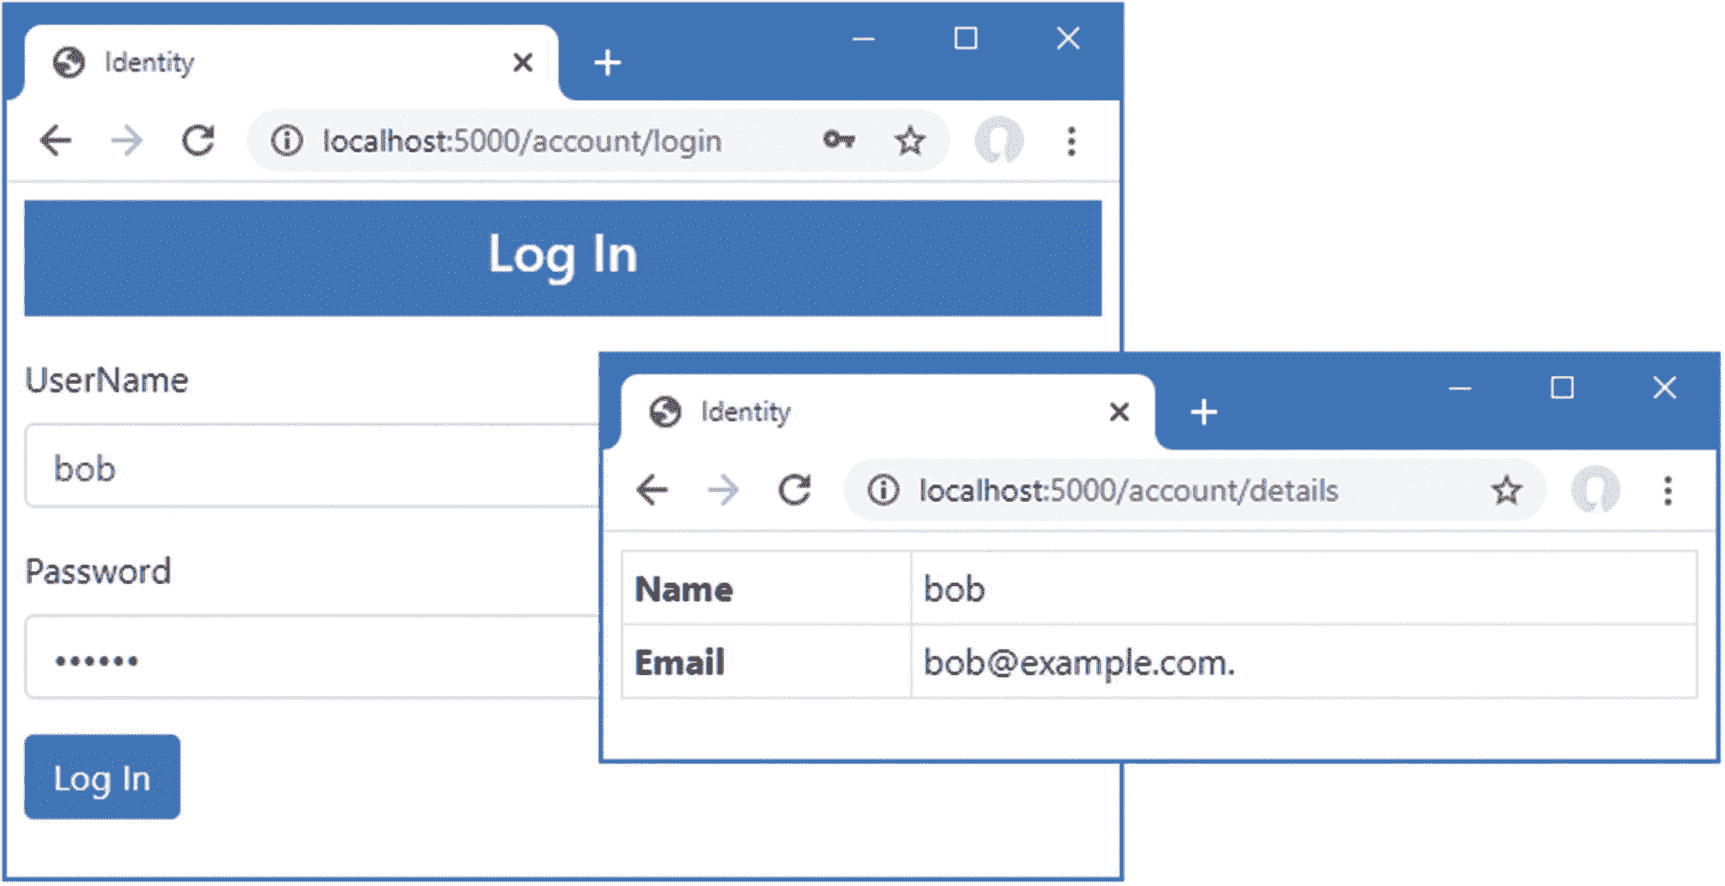 Identity
localhost:5000/account/login
Log In
UserName
bob
Password
••••••
Log In
Identity
localhost:5000/account/details
Name bob
Email bob@example.com.